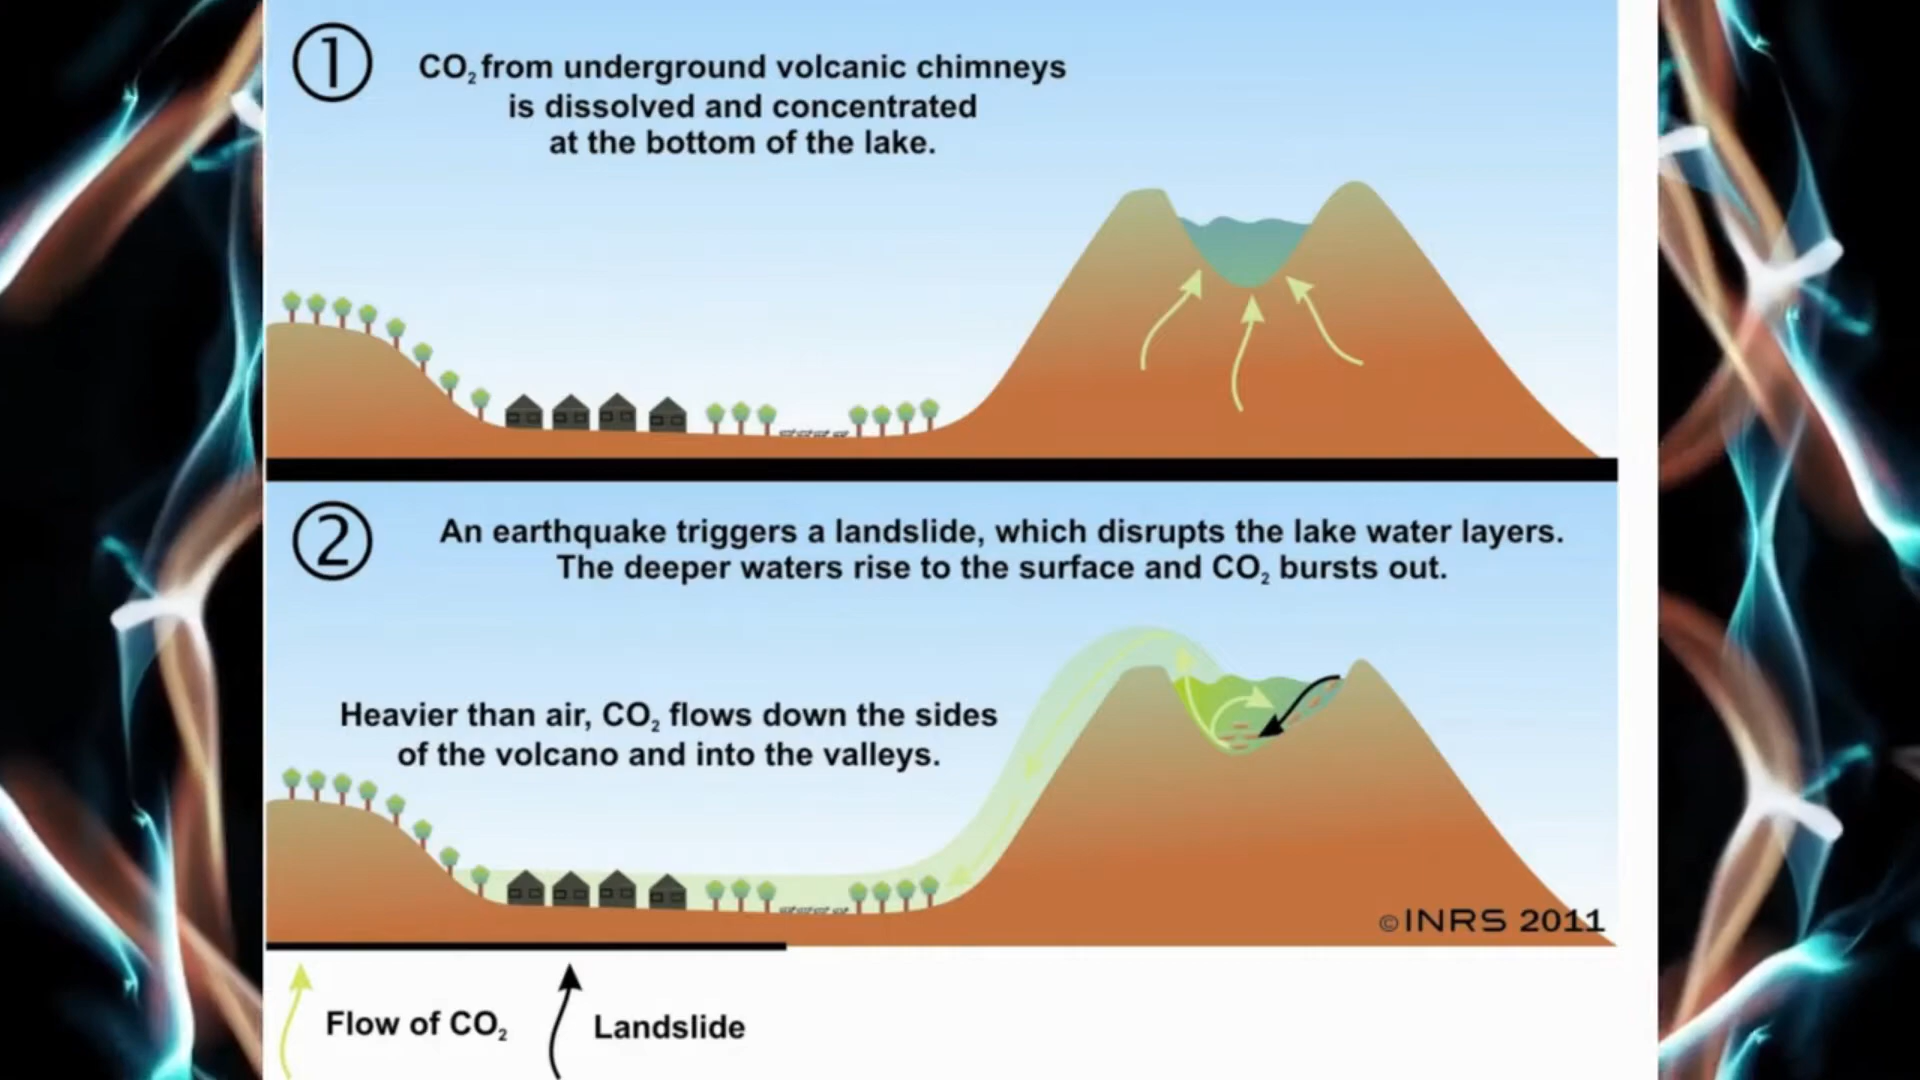 1
CO₂ from underground volcanic chimneys
is dissolved and concentrated
at the bottom of the lake.
2
An earthquake triggers a landslide, which disrupts the lake water layers.
The deeper waters rise to the surface and CO₂ bursts out.
Heavier than air, CO₂ flows down the sides
of the volcano and into the valleys.
©INRS 2011
Flow of CO₂
Landslide